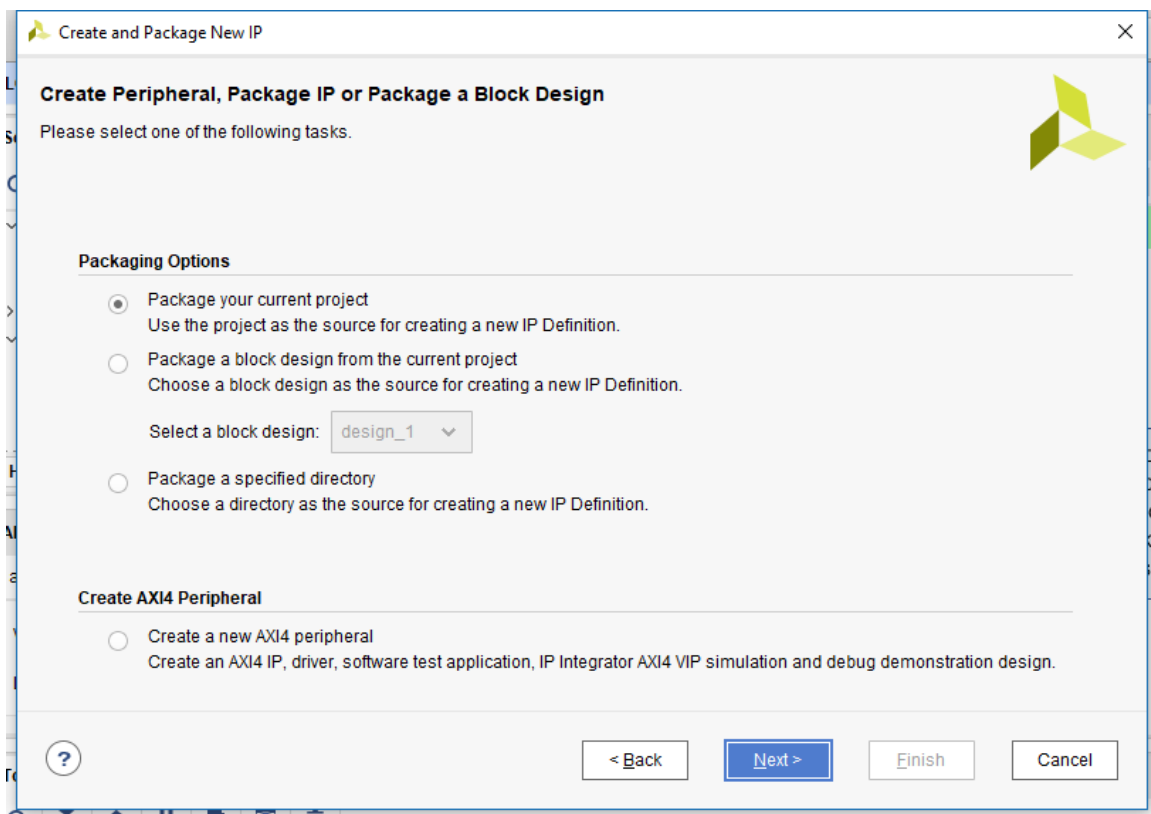 Create and Package New IP
Create Peripheral, Package IP or Package a Block Design
Please select one of the following tasks.
Packaging Options
Package your current project
Use the project as the source for creating a new IP Definition.
Package a block design from the current project
Choose a block design as the source for creating a new IP Definition.
Select a block design: design_1
Package a specified directory
Choose a directory as the source for creating a new IP Definition.
Create AXI4 Peripheral
Create a new AXI4 peripheral
Create an AXI4 IP, driver, software test application, IP Integrator AXI4 VIP simulation and debug demonstration design.
? < Back Next > Finish Cancel